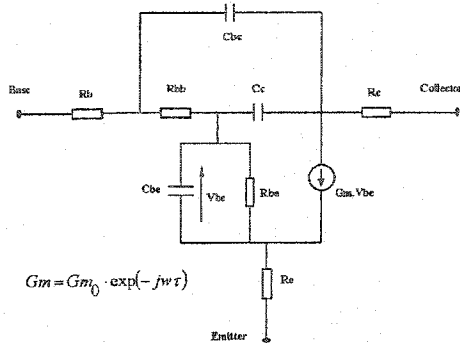 Cbc
Base
Rb
Rbb
Cc
Rc
Collector
Cbe
Vbe
Rbe
Gm.Vbe
Gm = Gm₀ · exp(−jwτ)
Re
Emitter